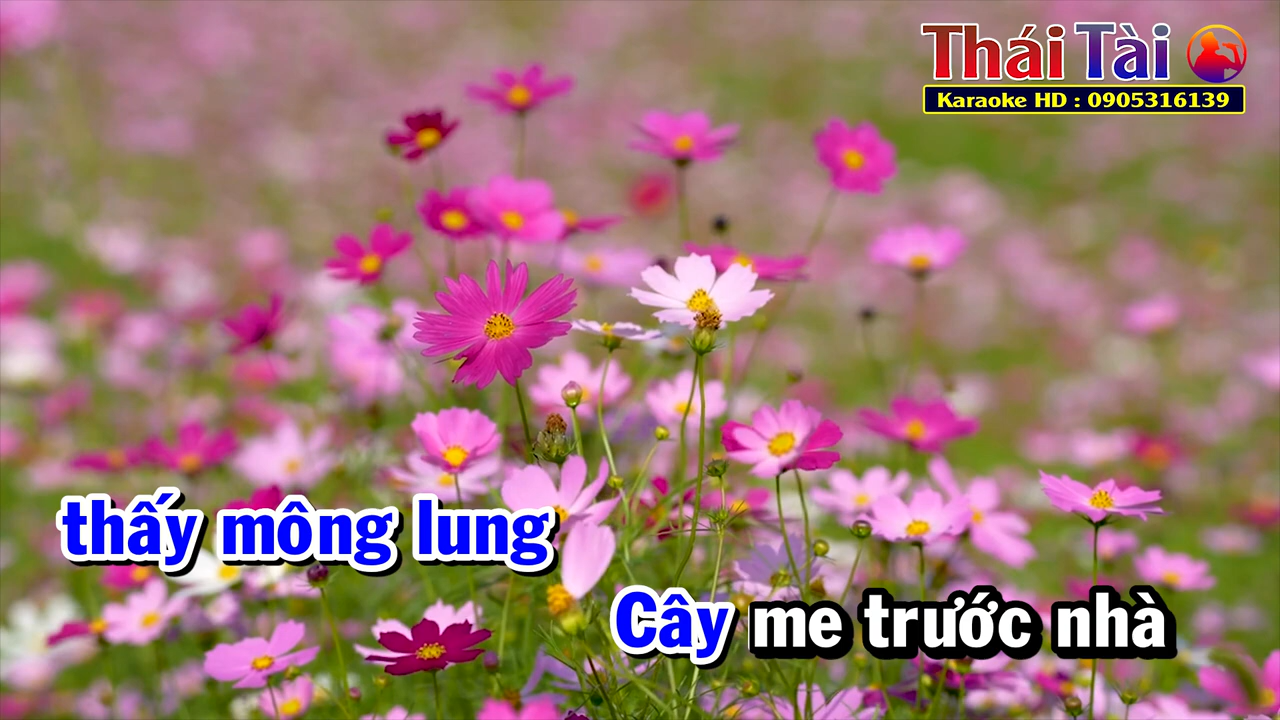 Thái Tài
Karaoke HD : 0905316139
thấy mông lung
Cây me trước nhà